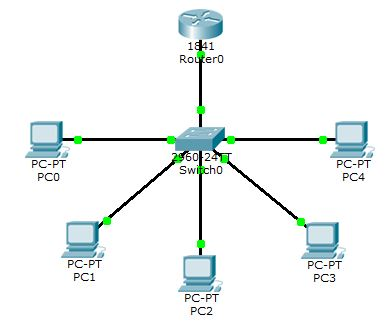 1841
Router0
2960-24TT
Switch0
PC-PT
PC0
PC-PT
PC4
PC-PT
PC1
PC-PT
PC3
PC-PT
PC2